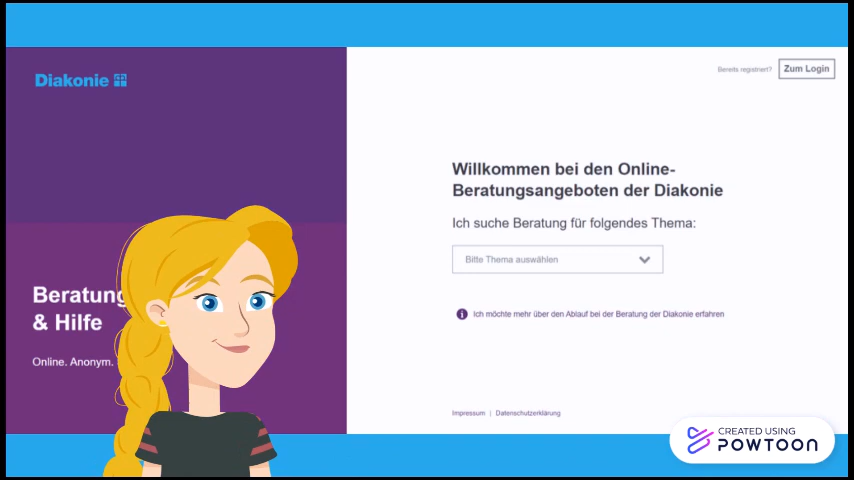 Diakonie
Bereits registriert?
Zum Login
Willkommen bei den Online-
Beratungsangeboten der Diakonie
Ich suche Beratung für folgendes Thema:
Bitte Thema auswählen
Ich möchte mehr über den Ablauf bei der Beratung der Diakonie erfahren
Beratung
& Hilfe
Online. Anonym.
Impressum | Datenschutzerklärung
CREATED USING
POWTOON